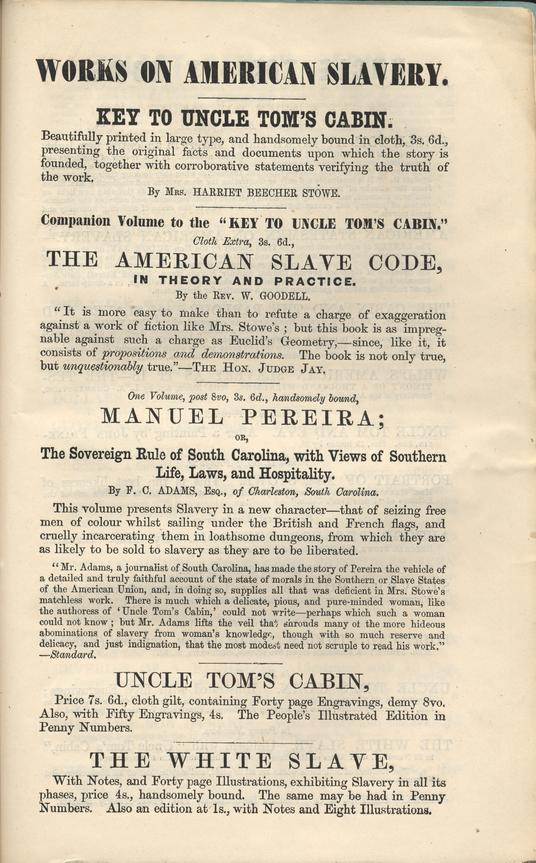 WORKS ON AMERICAN SLAVERY.
KEY TO UNCLE TOM'S CABIN.
Beautifully printed in large type, and handsomely bound in cloth, 3s. 6d.,
presenting the original facts and documents upon which the story is
founded, together with corroborative statements verifying the truth of
the work.
By Mrs. HARRIET BEECHER STOWE.
Companion Volume to the "KEY TO UNCLE TOM'S CABIN."
Cloth Extra, 3s. 6d.,
THE AMERICAN SLAVE CODE,
IN THEORY AND PRACTICE.
By the Rev. W. GOODELL.
"It is more easy to make than to refute a charge of exaggeration
against a work of fiction like Mrs. Stowe's ; but this book is as impreg-
nable against such a charge as Euclid's Geometry,—since, like it, it
consists of propositions and demonstrations. The book is not only true,
but unquestionably true."—The Hon. Judge Jay.
One Volume, post 8vo, 3s. 6d., handsomely bound,
MANUEL PEREIRA;
OR,
The Sovereign Rule of South Carolina, with Views of Southern
Life, Laws, and Hospitality.
By F. C. ADAMS, Esq., of Charleston, South Carolina.
This volume presents Slavery in a new character—that of seizing free
men of colour whilst sailing under the British and French flags, and
cruelly incarcerating them in loathsome dungeons, from which they are
as likely to be sold to slavery as they are to be liberated.
"Mr. Adams, a journalist of South Carolina, has made the story of Pereira the vehicle of
a detailed and truly faithful account of the state of morals in the Southern or Slave States
of the American Union, and, in doing so, supplies all that was deficient in Mrs. Stowe's
matchless work. There is much which a delicate, pious, and pure-minded woman, like
the authoress of 'Uncle Tom's Cabin,' could not write—perhaps which such a woman
could not know ; but Mr. Adams lifts the veil that shrouds many of the more hideous
abominations of slavery from woman's knowledge, though with so much reserve and
delicacy, and just indignation, that the most modest need not scruple to read his work."
—Standard.
UNCLE TOM'S CABIN,
Price 7s. 6d., cloth gilt, containing Forty page Engravings, demy 8vo.
Also, with Fifty Engravings, 4s. The People's Illustrated Edition in
Penny Numbers.
THE WHITE SLAVE,
With Notes, and Forty page Illustrations, exhibiting Slavery in all its
phases, price 4s., handsomely bound. The same may be had in Penny
Numbers. Also an edition at 1s., with Notes and Eight Illustrations.